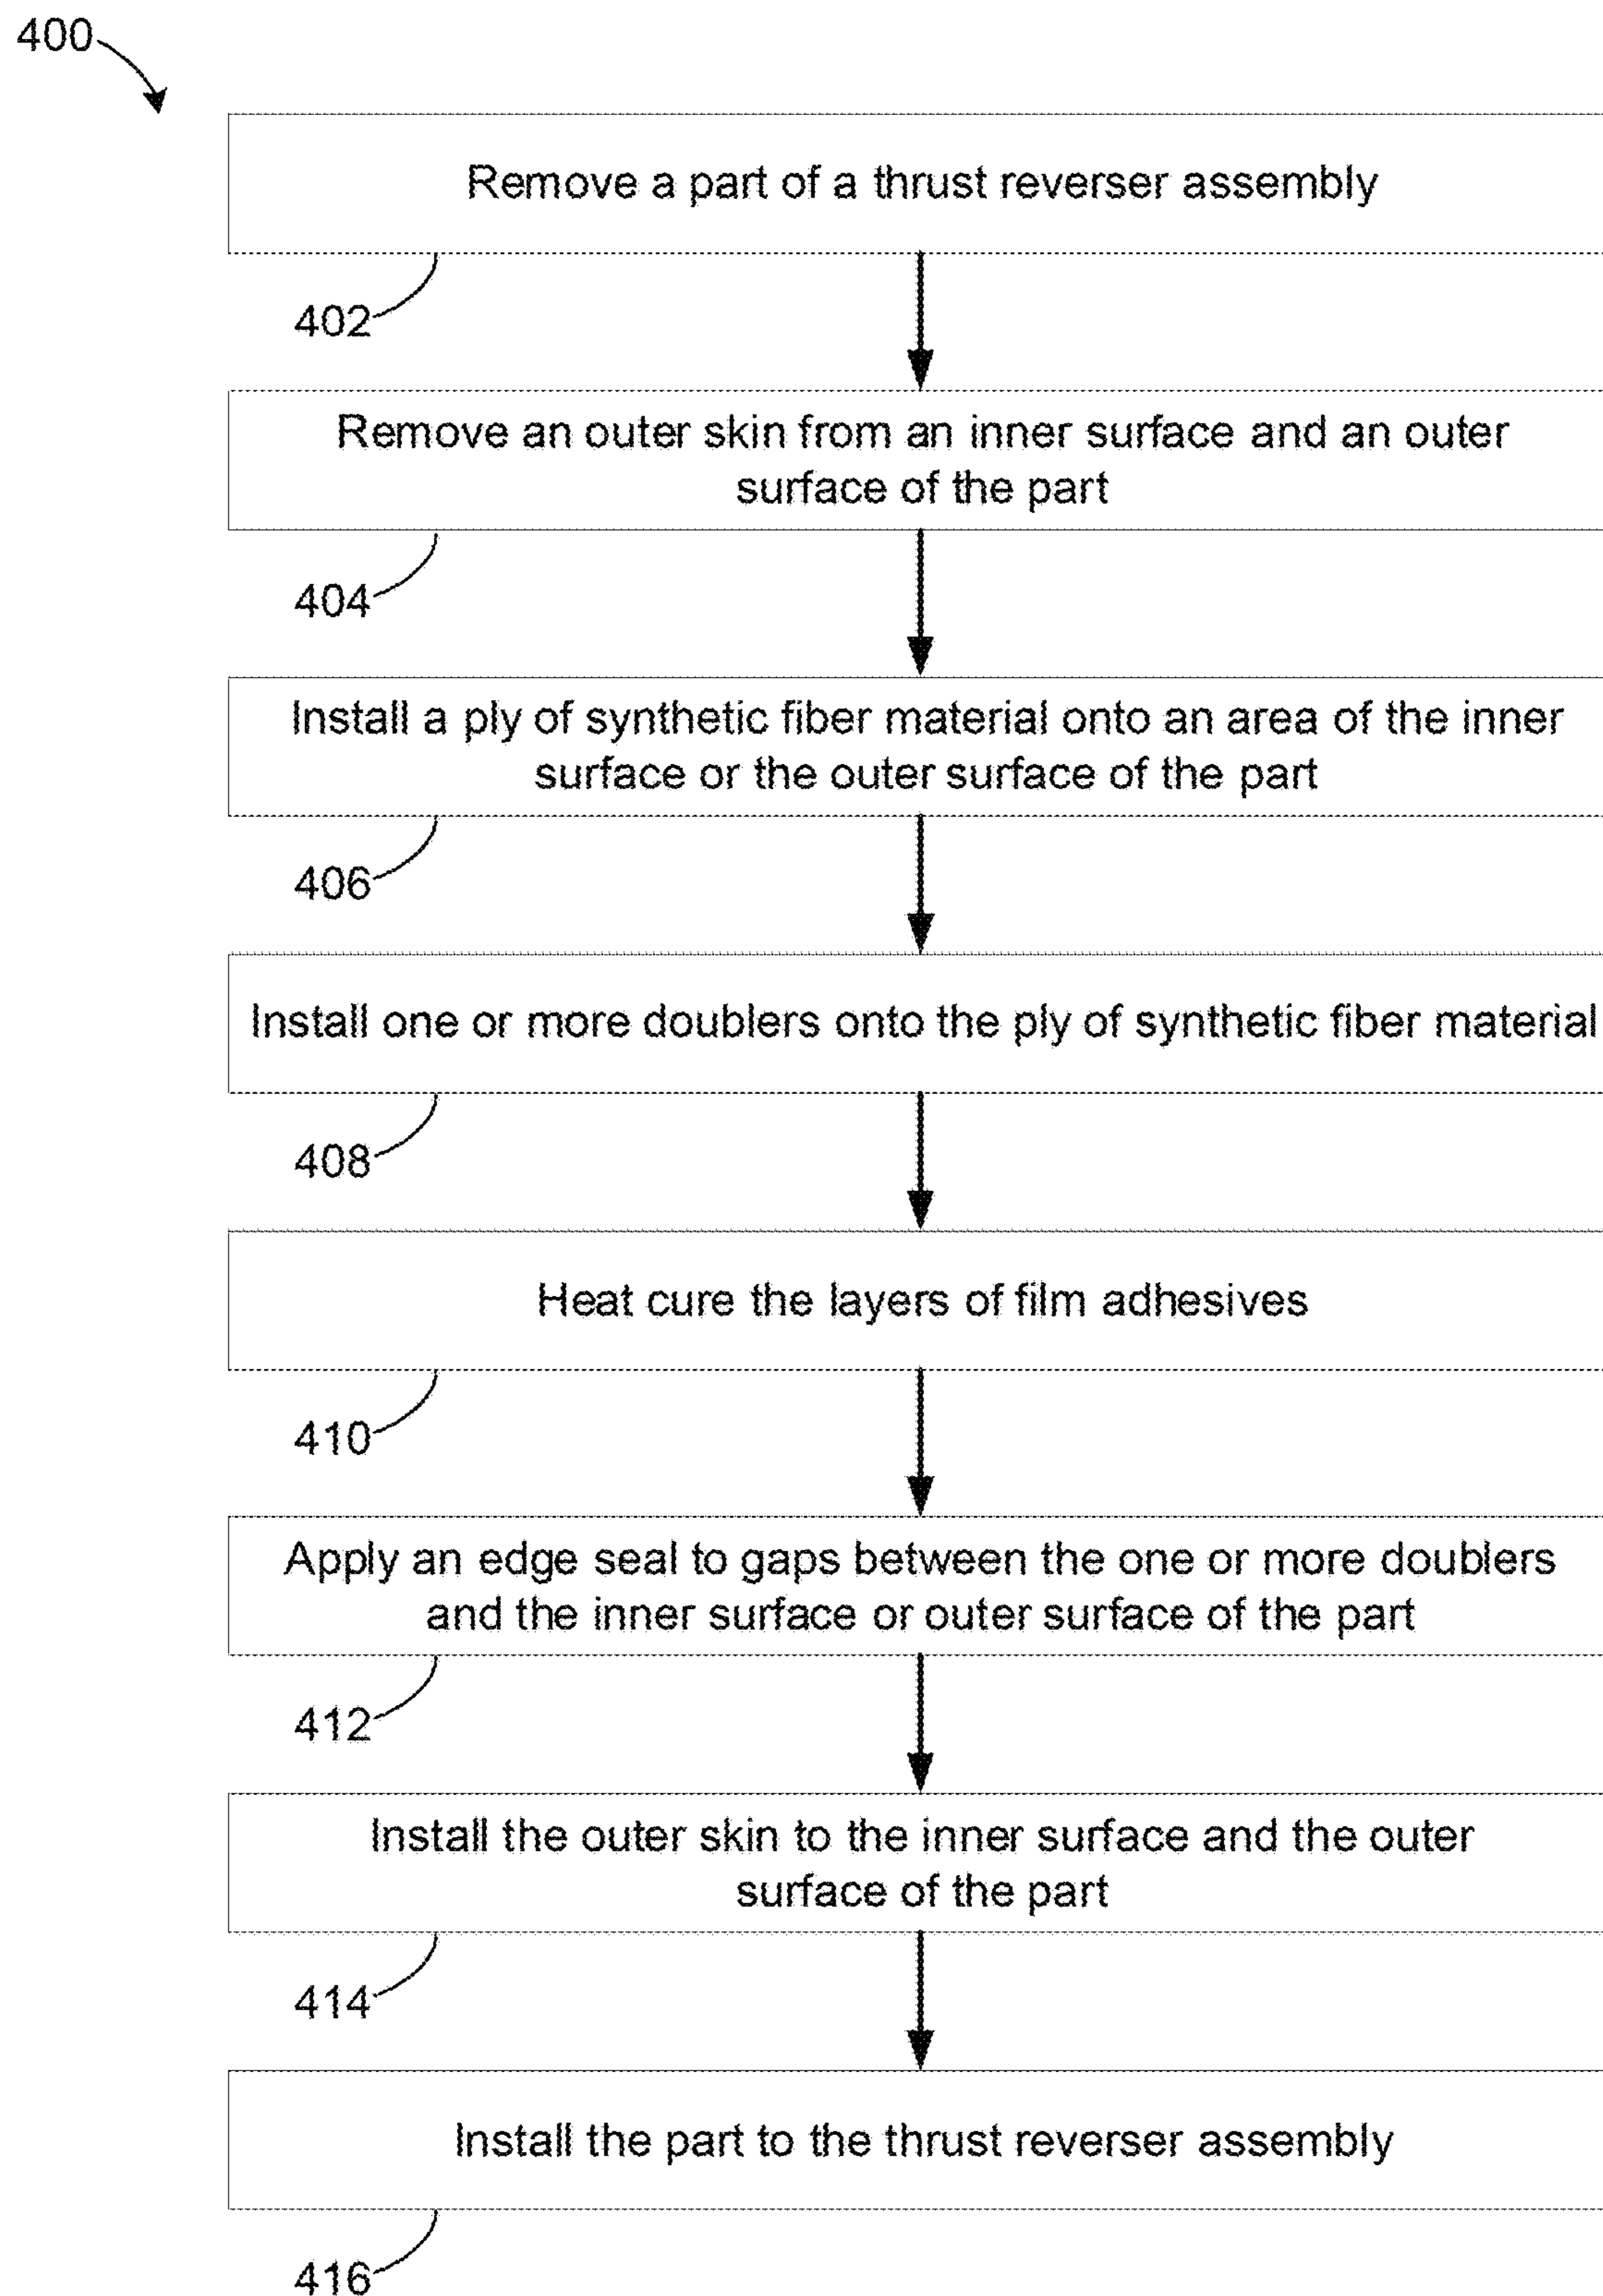 400
Remove a part of a thrust reverser assembly
402
Remove an outer skin from an inner surface and an outer
surface of the part
404
Install a ply of synthetic fiber material onto an area of the inner
surface or the outer surface of the part
406
Install one or more doublers onto the ply of synthetic fiber material
408
Heat cure the layers of film adhesives
410
Apply an edge seal to gaps between the one or more doublers
and the inner surface or outer surface of the part
412
Install the outer skin to the inner surface and the outer
surface of the part
414
Install the part to the thrust reverser assembly
416